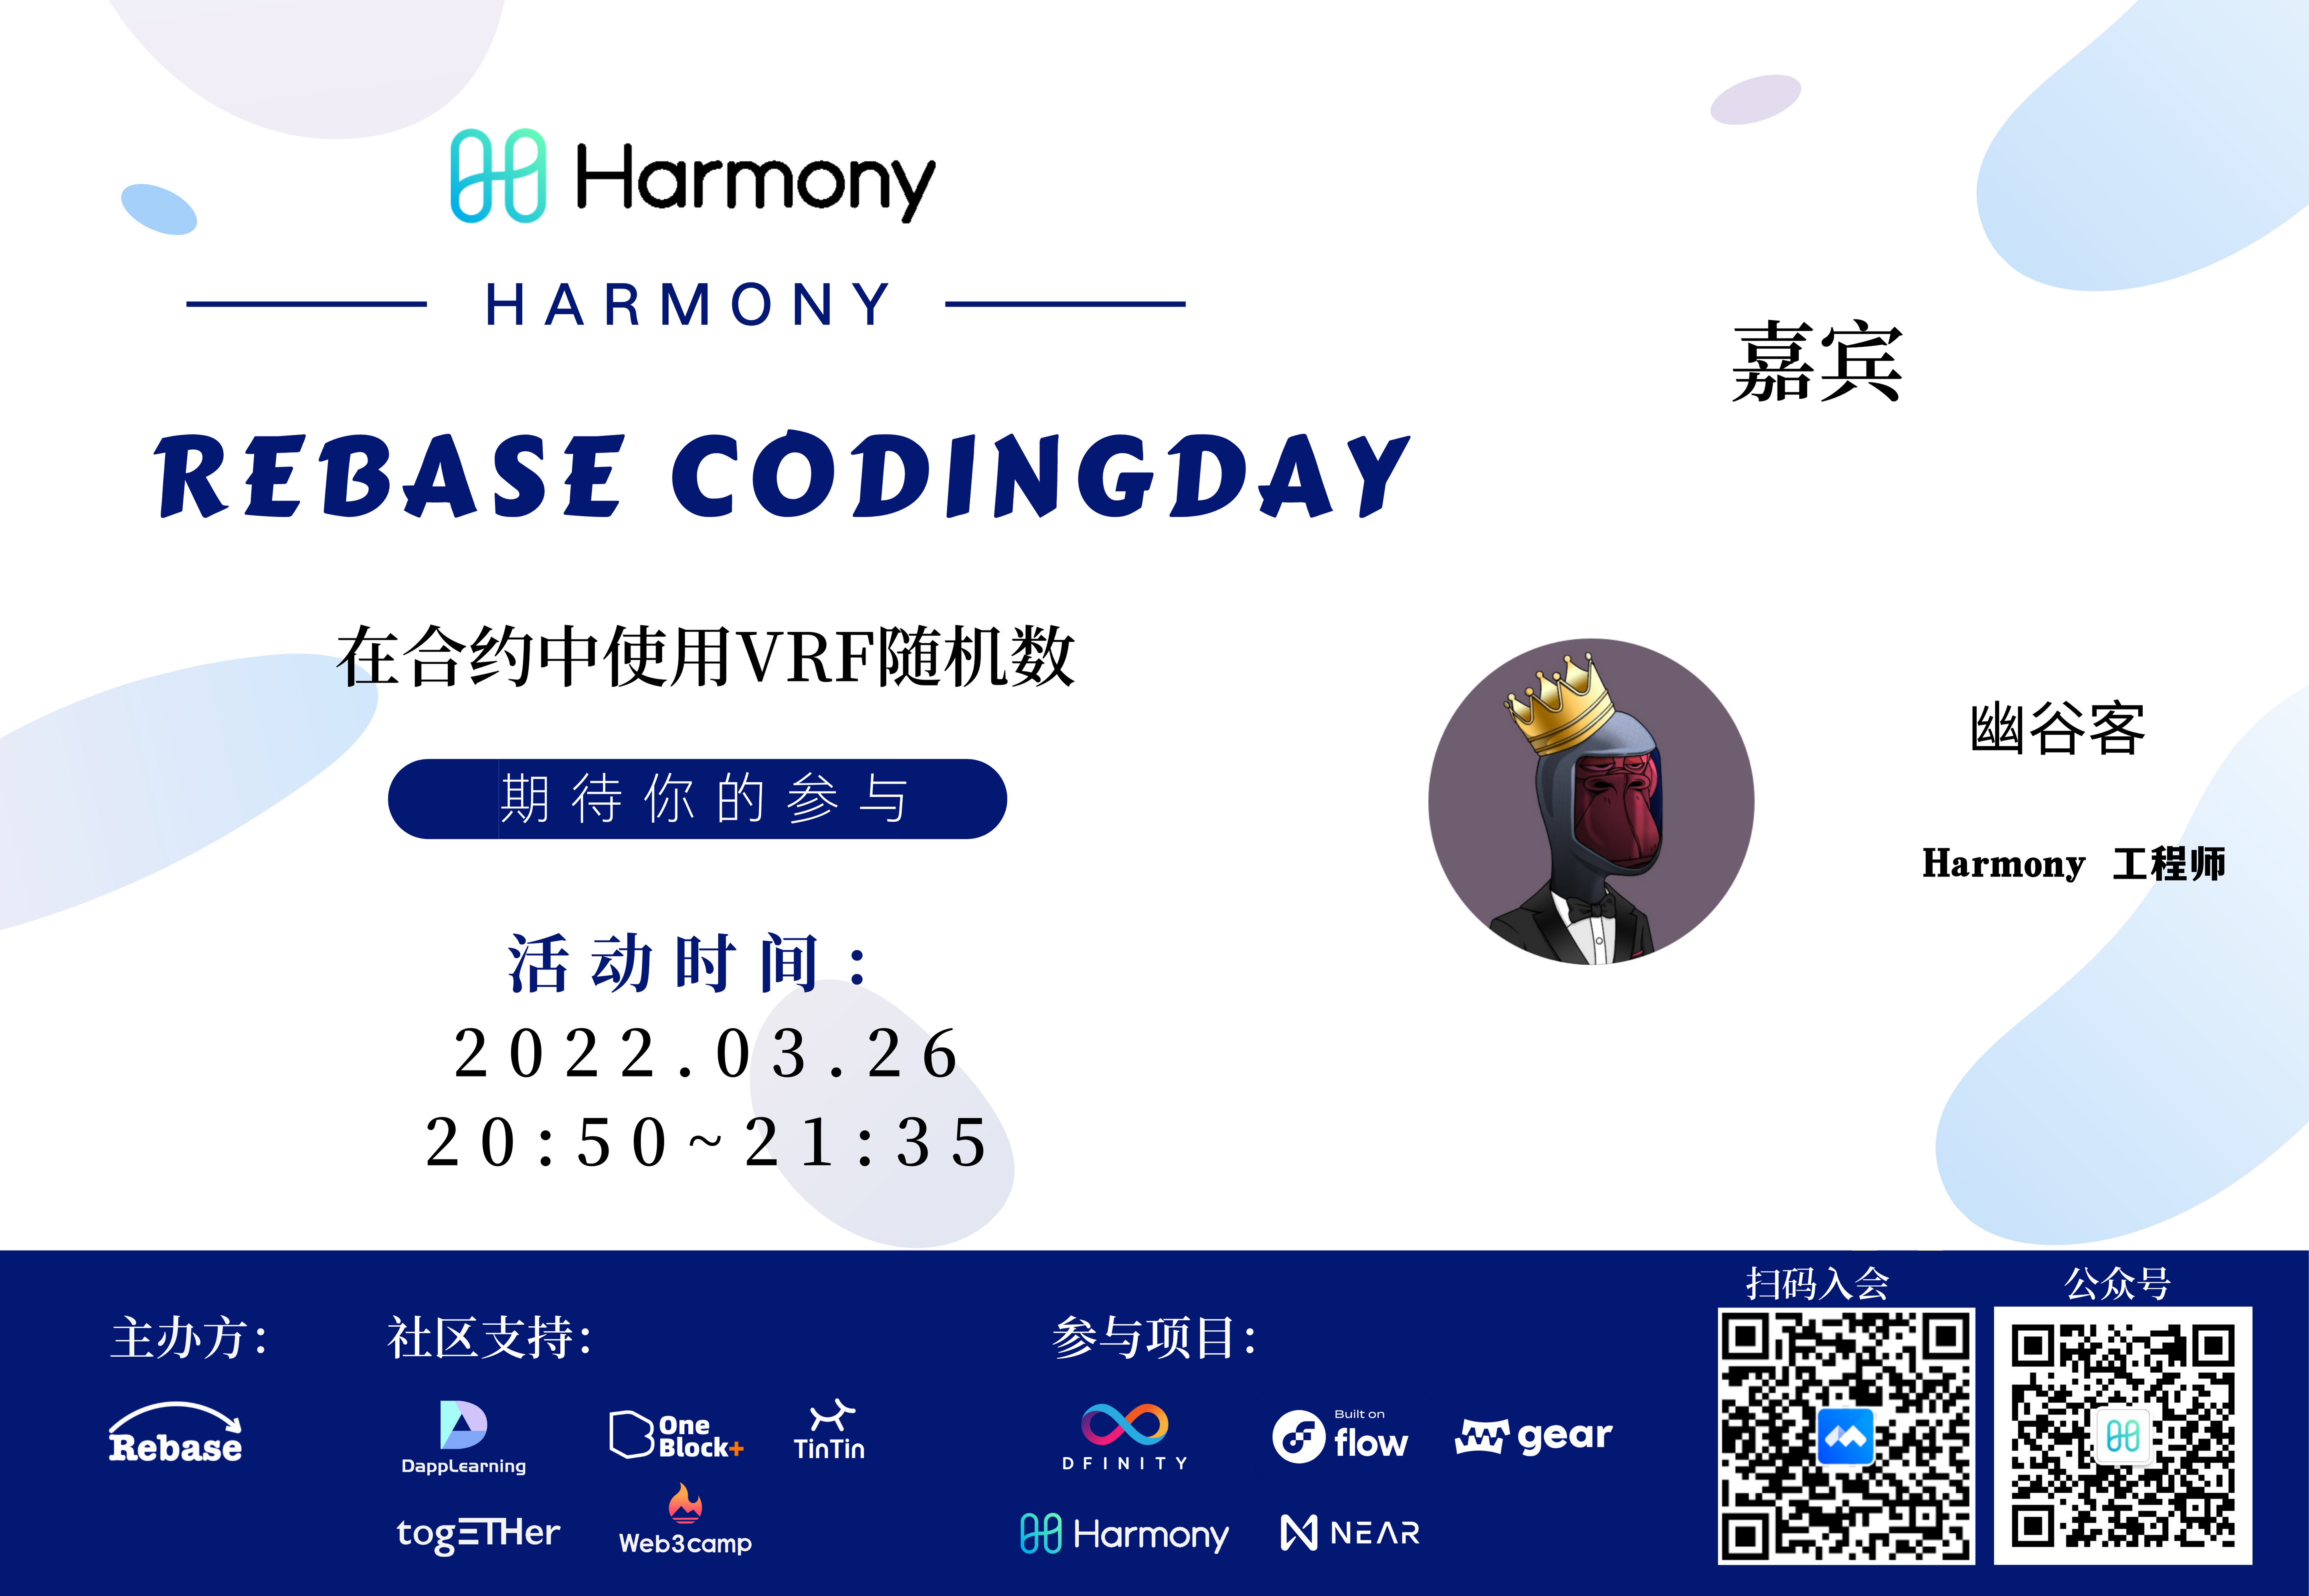 Harmony
HARMONY
REBASE CODINGDAY
在合约中使用VRF随机数
期待你的参与
活动时间：
2022.03.26
20:50~21:35
嘉宾
幽谷客
Harmony 工程师
主办方：
Rebase
社区支持：
DappLearning
One
Block+
TinTin
togETHer
Web3camp
参与项目：
DFINITY
Built on
flow
gear
Harmony
NEAR
扫码入会
公众号